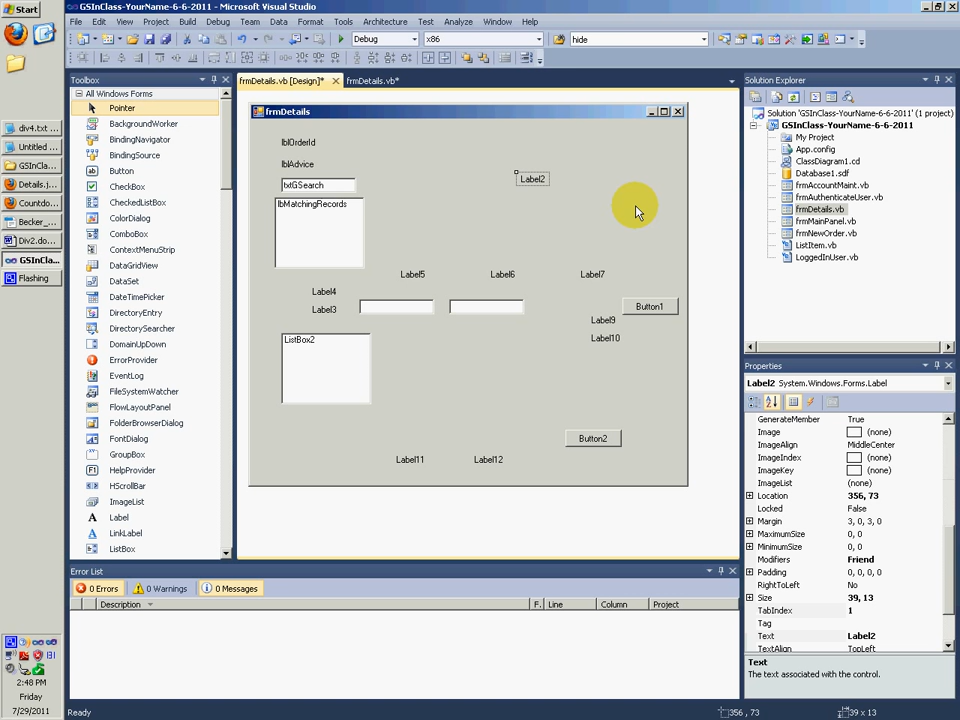 Start
GSInClass-YourName-6-6-2011 - Microsoft Visual Studio
File Edit View Project Build Debug Team Data Format Tools Architecture Test Analyze Window Help
Debug x86 hide
Toolbox
All Windows Forms
Pointer
BackgroundWorker
BindingNavigator
BindingSource
Button
CheckBox
CheckedListBox
ColorDialog
ComboBox
ContextMenuStrip
DataGridView
DataSet
DateTimePicker
DirectoryEntry
DirectorySearcher
DomainUpDown
ErrorProvider
EventLog
FileSystemWatcher
FlowLayoutPanel
FolderBrowserDialog
FontDialog
GroupBox
HelpProvider
HScrollBar
ImageList
Label
LinkLabel
ListBox
div4.txt ...
Untitled ...
GSInCla...
Details.j...
Countdo...
Becker_...
Div2.do...
GSInCla...
Flashing
2:48 PM
Friday
7/29/2011
frmDetails.vb [Design]* frmDetails.vb*
frmDetails
lblOrderId
lblAdvice
txtGSearch
lbMatchingRecords
Label2
Label5 Label6 Label7
Label4
Label3
Button1
Label9
Label10
ListBox2
Button2
Label11 Label12
Solution Explorer
Solution 'GSInClass-YourName-6-6-2011' (1 project)
GSInClass-YourName-6-6-2011
My Project
App.config
ClassDiagram1.cd
Database1.sdf
frmAccountMaint.vb
frmAuthenticateUser.vb
frmDetails.vb
frmMainPanel.vb
frmNewOrder.vb
ListItem.vb
LoggedInUser.vb
Properties
Label2 System.Windows.Forms.Label
GenerateMember True
Image (none)
ImageAlign MiddleCenter
ImageIndex (none)
ImageKey (none)
ImageList (none)
Location 356, 73
Locked False
Margin 3, 0, 3, 0
MaximumSize 0, 0
MinimumSize 0, 0
Modifiers Friend
Padding 0, 0, 0, 0
RightToLeft No
Size 39, 13
TabIndex 1
Tag
Text Label2
TextAlign TopLeft
Text
The text associated with the control.
Error List
0 Errors 0 Warnings 0 Messages
Description F. Line Column Project
Ready
356 , 73 39 x 13